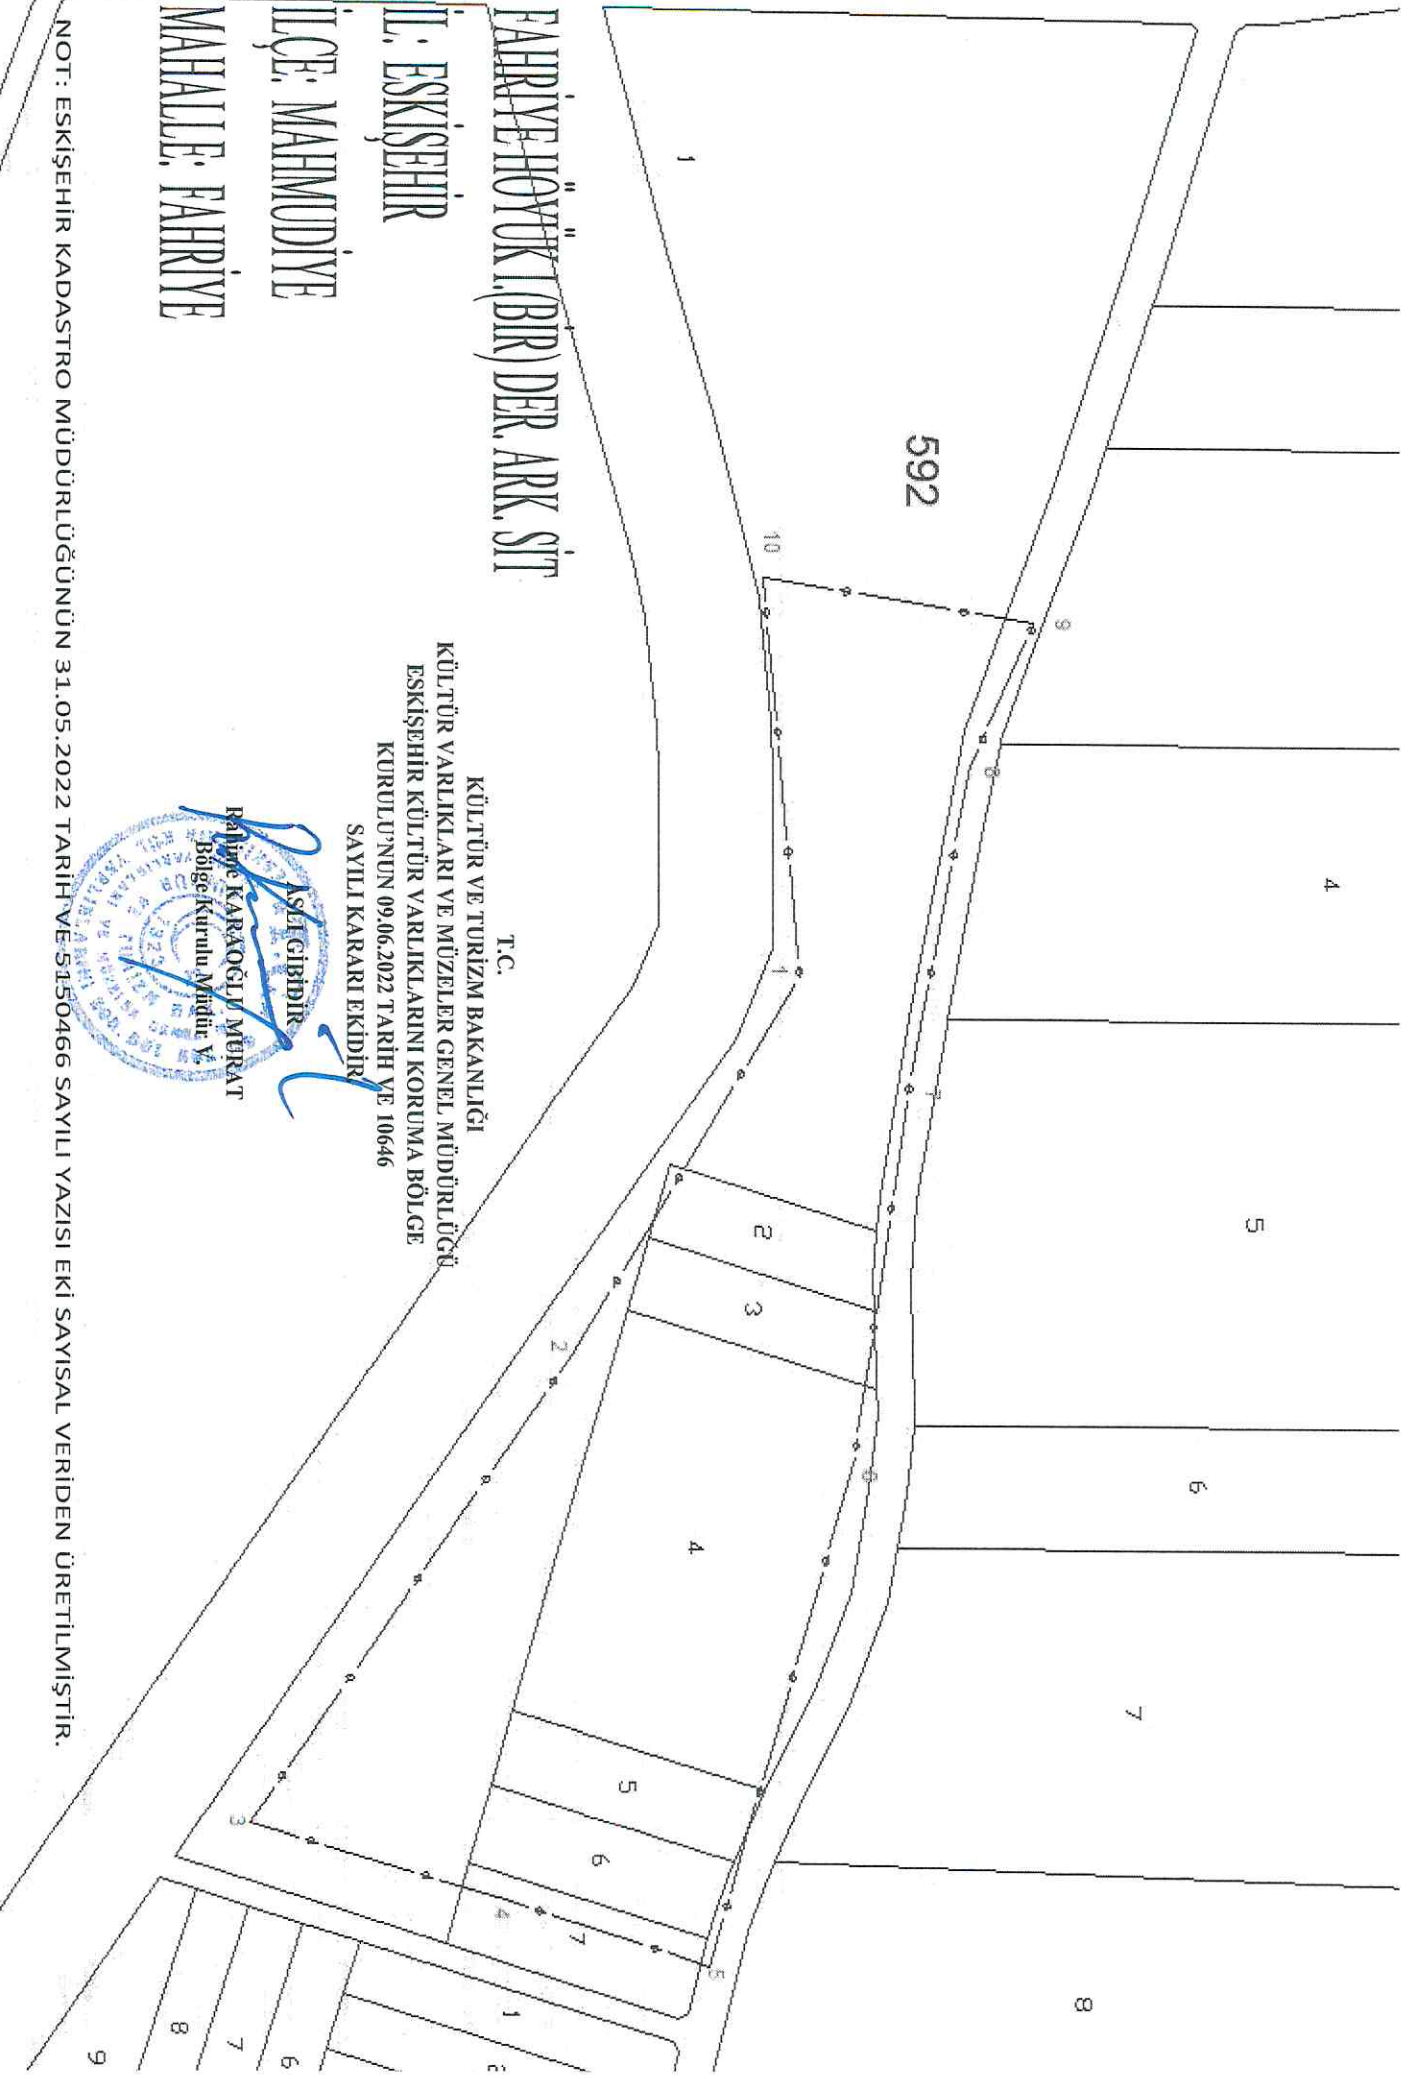 592
1
4
5
6
7
8
10
9
8
7
6
1
2
3
4
5
6
7
2
3
4
5
1
6
7
8
9
FAHRİYE HÖYÜK I.(BİR) DER. ARK. SİT
İL: ESKİŞEHİR
İLÇE: MAHMUDİYE
MAHALLE: FAHRİYE
T.C.
KÜLTÜR VE TURİZM BAKANLIĞI
KÜLTÜR VARLIKLARI VE MÜZELER GENEL MÜDÜRLÜĞÜ
ESKİŞEHİR KÜLTÜR VARLIKLARINI KORUMA BÖLGE
KURULU'NUN 09.06.2022 TARİH VE 10646
SAYILI KARARI EKİDİR
ASLI GİBİDİR
Rahime KARAOĞLU MURAT
Bölge Kurulu Müdür V.
NOT: ESKİŞEHİR KADASTRO MÜDÜRLÜĞÜNÜN 31.05.2022 TARİH VE 5150466 SAYILI YAZISI EKİ SAYISAL VERİDEN ÜRETİLMİŞTİR.